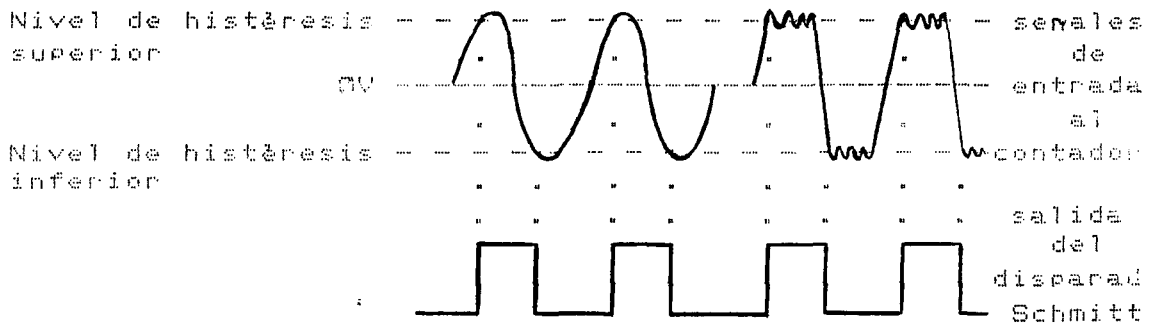 Nivel de histéresis
superior
0V
Nivel de histéresis
inferior
señales
de
entrada
al
contador
salida
del
disparad
Schmitt